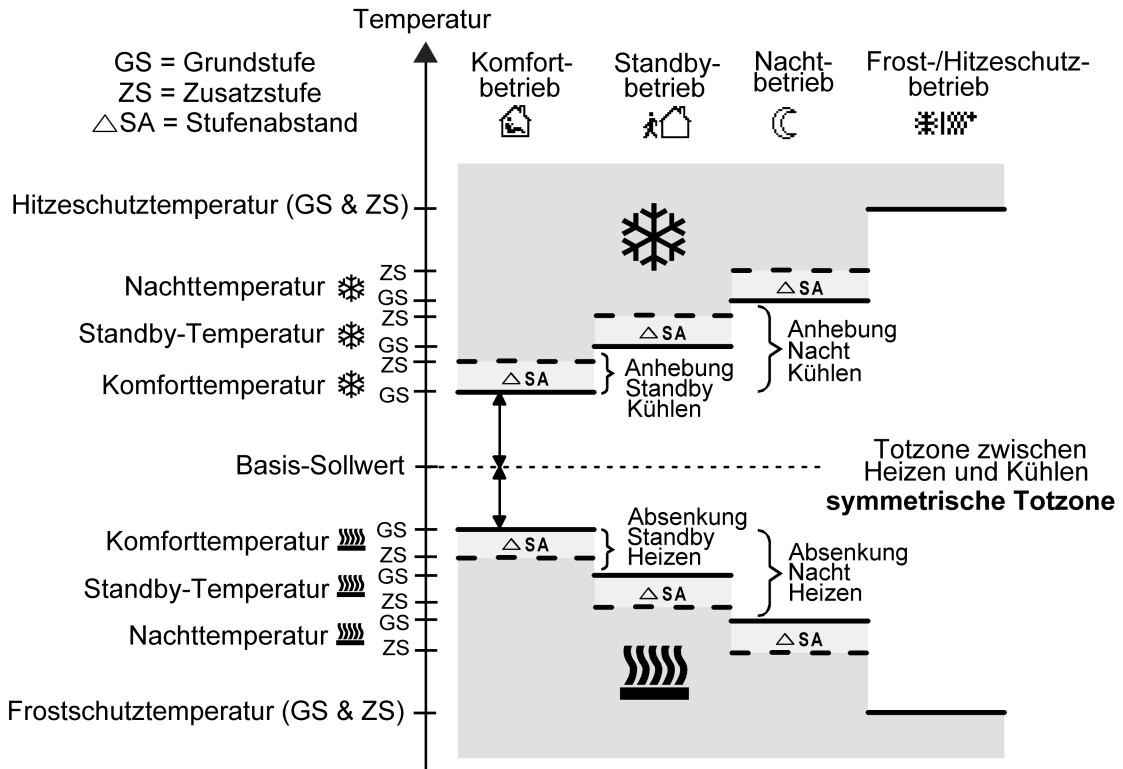 Temperatur
GS = Grundstufe
ZS = Zusatzstufe
△SA = Stufenabstand
Komfort-
betrieb
Standby-
betrieb
Nacht-
betrieb
Frost-/Hitzeschutz-
betrieb
Hitzeschutztemperatur (GS & ZS)
Nachttemperatur
ZS
GS
Standby-Temperatur
ZS
GS
Komforttemperatur
ZS
GS
△SA
△SA
△SA
Anhebung
Standby
Kühlen
Anhebung
Nacht
Kühlen
Basis-Sollwert
Totzone zwischen
Heizen und Kühlen
symmetrische Totzone
Komforttemperatur
GS
ZS
Standby-Temperatur
GS
ZS
Nachttemperatur
GS
ZS
△SA
△SA
△SA
Absenkung
Standby
Heizen
Absenkung
Nacht
Heizen
Frostschutztemperatur (GS & ZS)